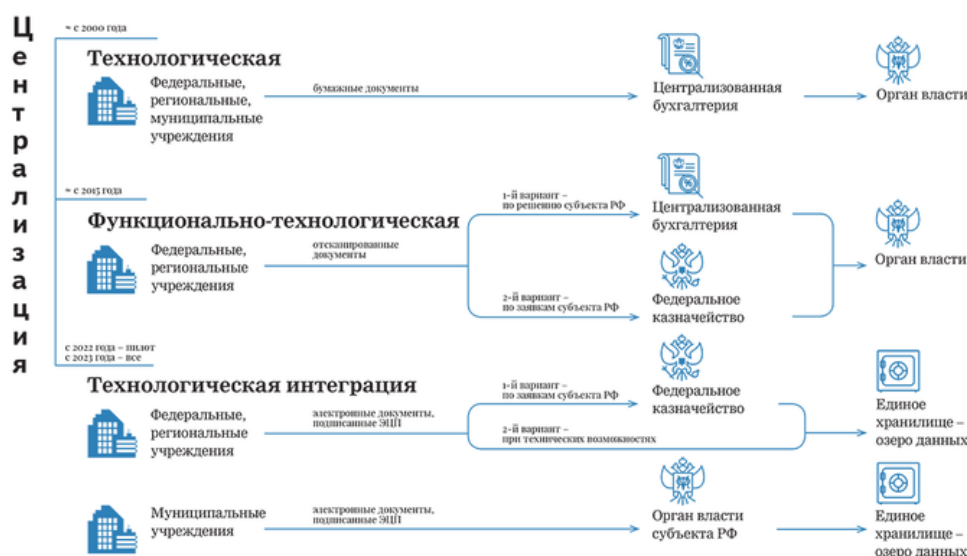 Централизация
≈ с 2000 года
Технологическая
Федеральные,
региональные,
муниципальные
учреждения
бумажные документы
Централизованная
бухгалтерия
Орган власти
≈ с 2015 года
Функционально-технологическая
Федеральные,
региональные
учреждения
отсканированные
документы
1-й вариант –
по решению субъекта РФ
Централизованная
бухгалтерия
2-й вариант –
по заявкам субъекта РФ
Федеральное
казначейство
Орган власти
с 2022 года – пилот
с 2023 года – все
Технологическая интеграция
Федеральные,
региональные
учреждения
электронные документы,
подписанные ЭЦП
1-й вариант –
по заявкам субъекта РФ
Федеральное
казначейство
2-й вариант –
при технических возможностях
Единое
хранилище –
озеро данных
Муниципальные
учреждения
электронные документы,
подписанные ЭЦП
Орган власти
субъекта РФ
Единое
хранилище –
озеро данных